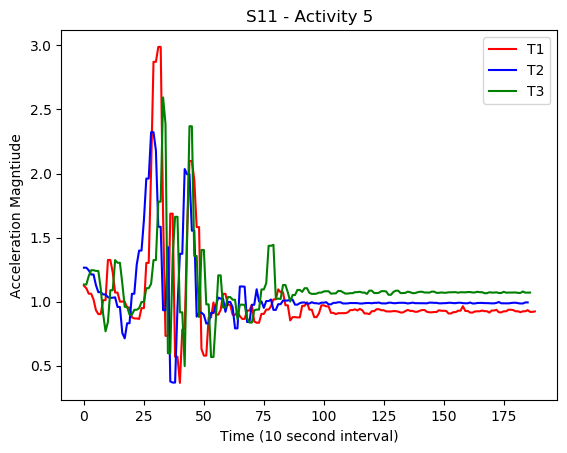 S11 - Activity 5
3.0
2.5
2.0
1.5
1.0
0.5
Acceleration Magntiude
T1
T2
T3
0 25 50 75 100 125 150 175
Time (10 second interval)